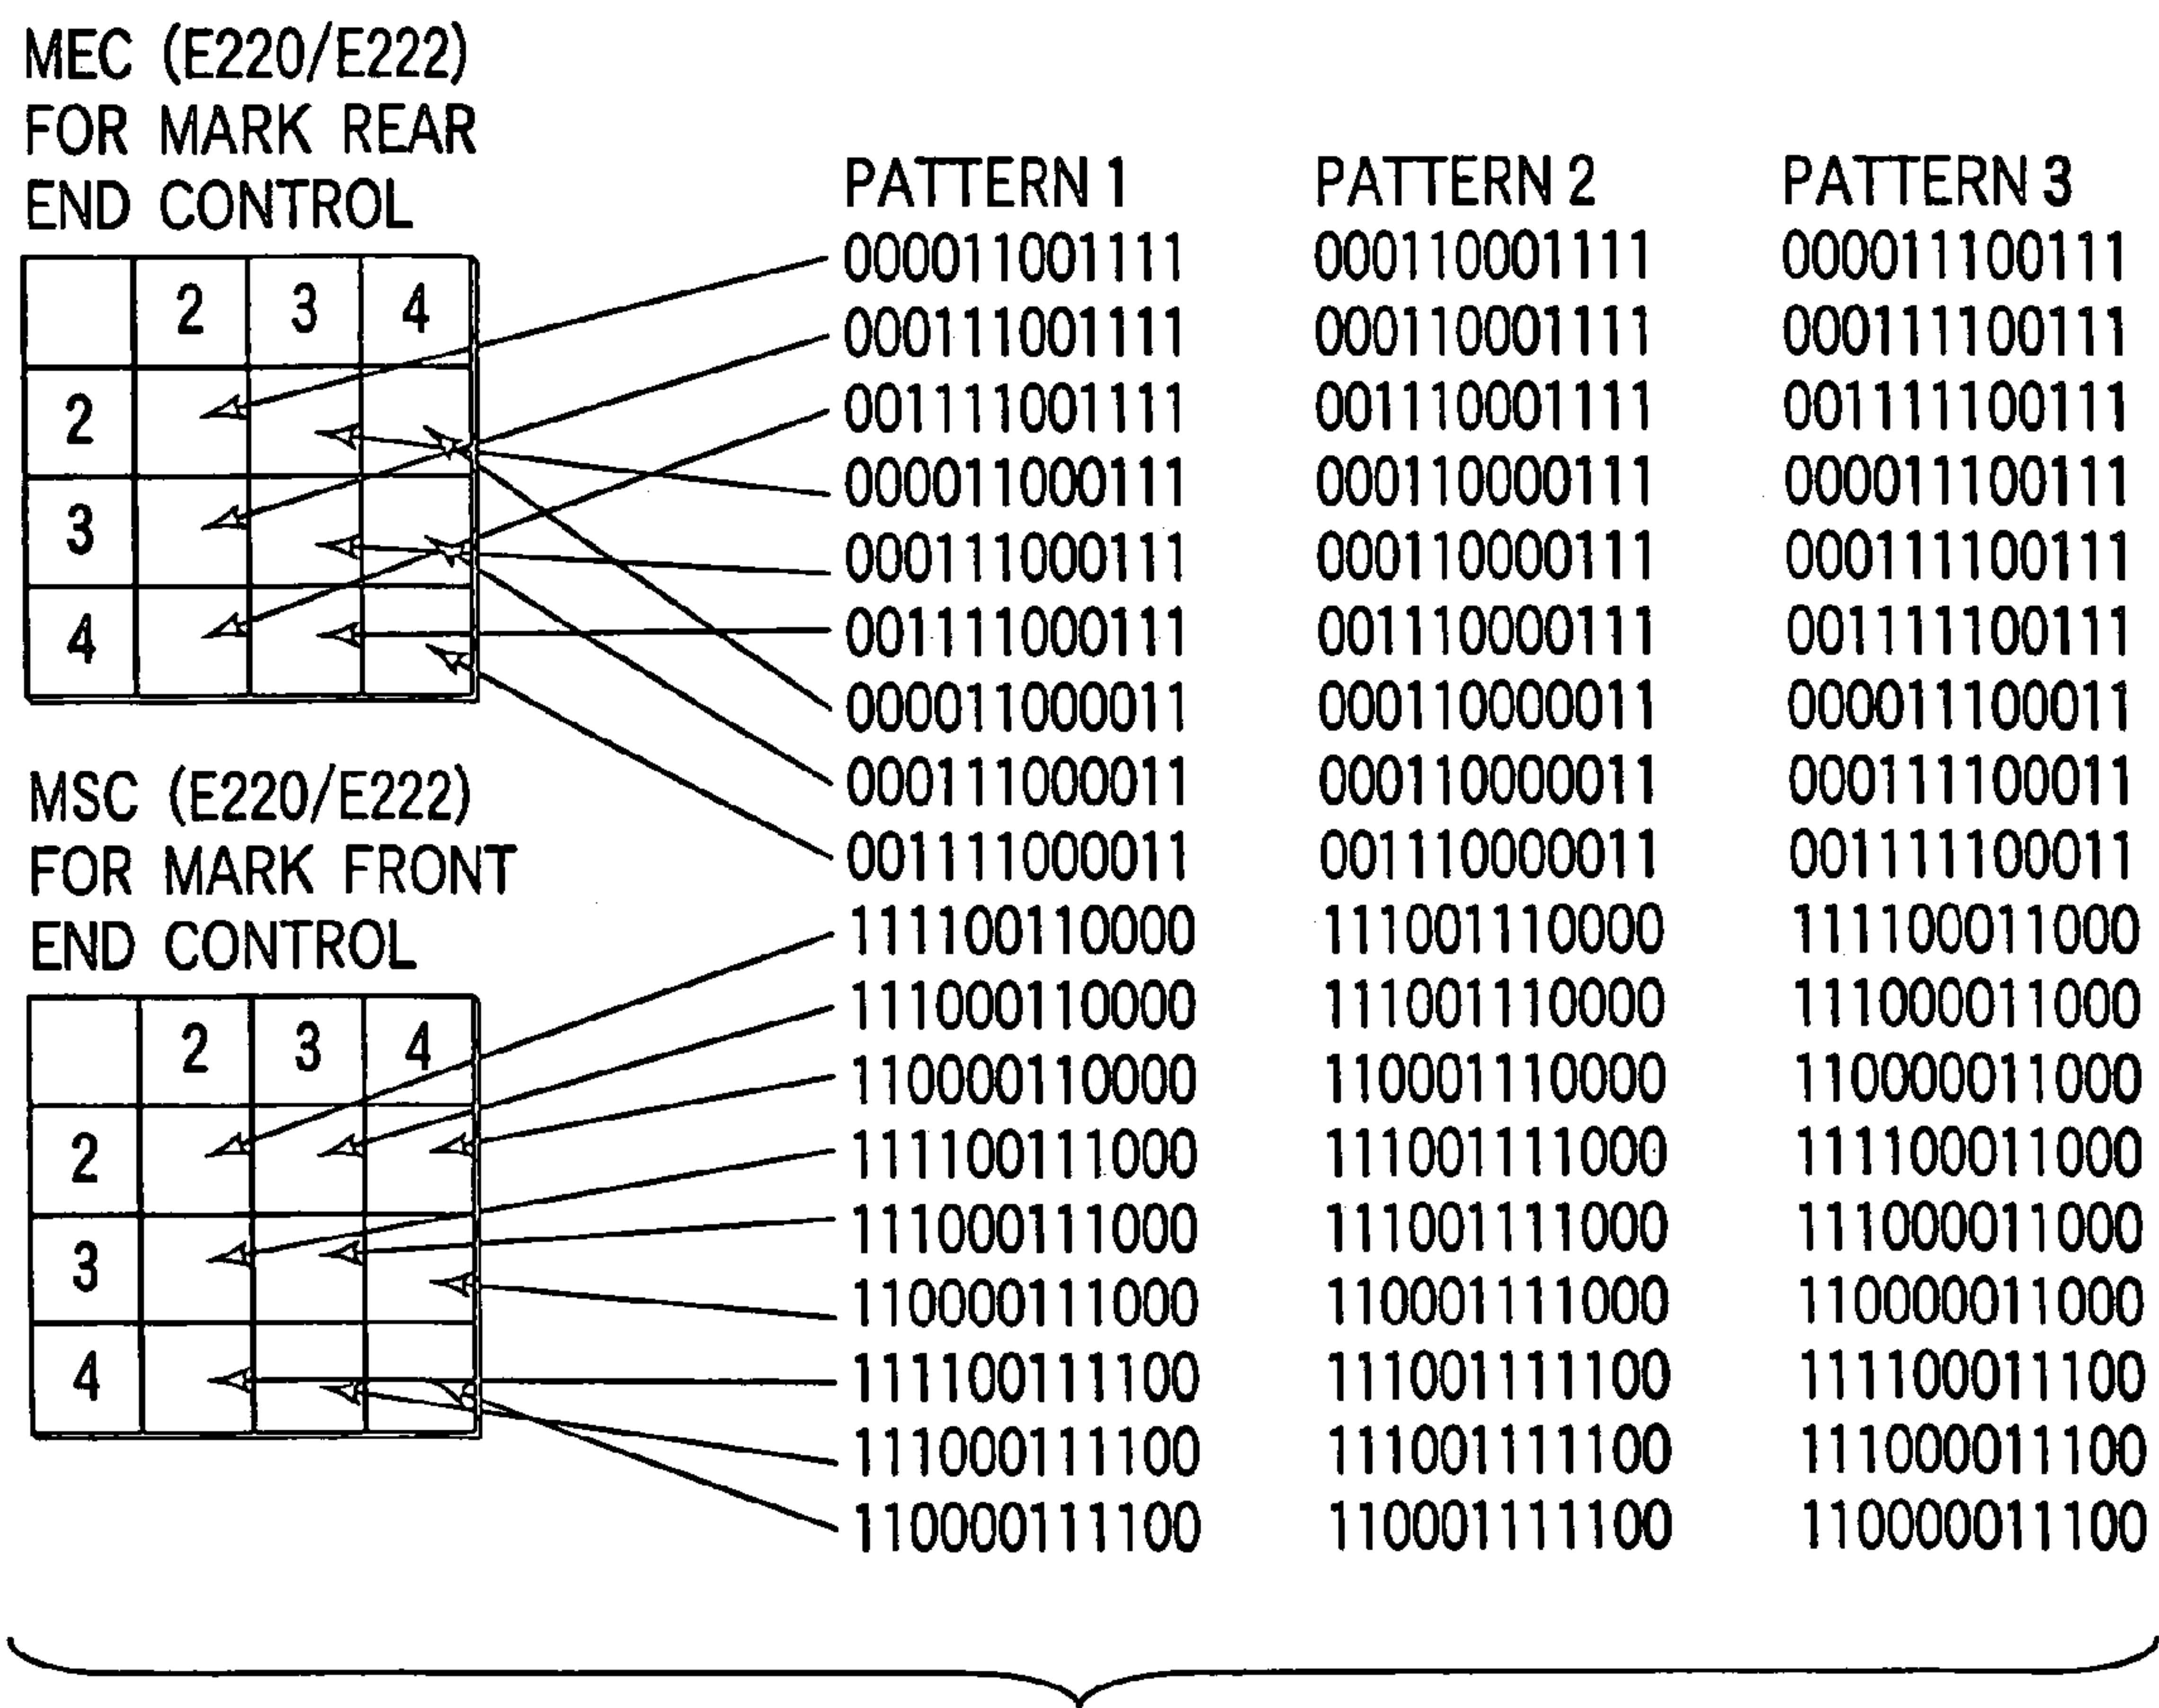 MEC (E220/E222)
FOR MARK REAR
END CONTROL
2 3 4
2
3
4
MSC (E220/E222)
FOR MARK FRONT
END CONTROL
2 3 4
2
3
4
PATTERN 1 PATTERN 2 PATTERN 3
000011001111 000110001111 000011100111
000111001111 000110001111 000111100111
001111001111 001110001111 001111100111
000011000111 000110000111 000011100111
000111000111 000110000111 000111100111
001111000111 001110000111 001111100111
000011000011 000110000011 000011100011
000111000011 000110000011 000111100011
001111000011 001110000011 001111100011
111100110000 111001110000 111100011000
111000110000 111001110000 111000011000
110000110000 110001110000 110000011000
111100111000 111001111000 111100011000
111000111000 111001111000 111000011000
110000111000 110001111000 110000011000
111100111100 111001111100 111100011100
111000111100 111001111100 111000011100
110000111100 110001111100 110000011100